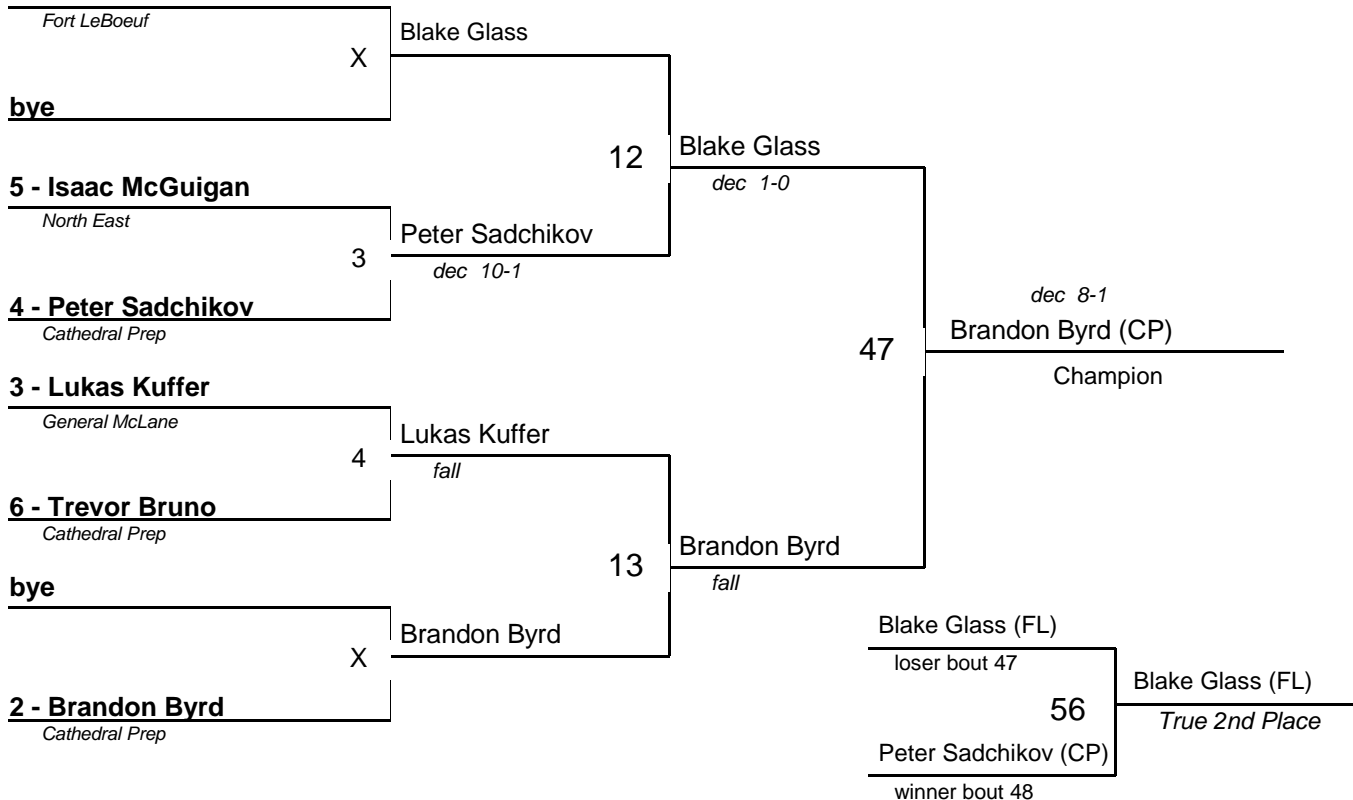 Fort LeBoeuf
Blake Glass
X
bye
12
Blake Glass
dec 1-0
5 - Isaac McGuigan
North East
Peter Sadchikov
3
dec 10-1
4 - Peter Sadchikov
Cathedral Prep
dec 8-1
47
Brandon Byrd (CP)
Champion
3 - Lukas Kuffer
General McLane
Lukas Kuffer
4
fall
6 - Trevor Bruno
Cathedral Prep
13
Brandon Byrd
fall
bye
Brandon Byrd
X
2 - Brandon Byrd
Cathedral Prep
Blake Glass (FL)
loser bout 47
56
Blake Glass (FL)
True 2nd Place
Peter Sadchikov (CP)
winner bout 48